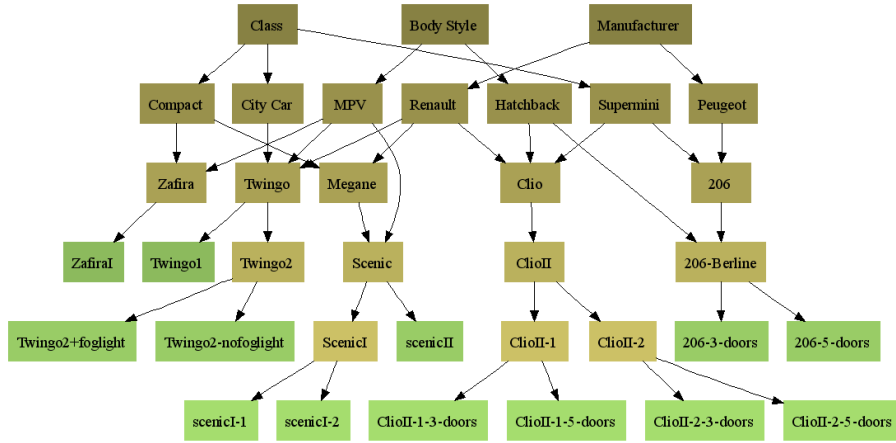 Class
Body Style
Manufacturer
Compact
City Car
MPV
Renault
Hatchback
Supermini
Peugeot
Zafira
Twingo
Megane
Clio
206
ZafiraI
Twingo1
Twingo2
Scenic
ClioII
206-Berline
Twingo2+foglight
Twingo2-nofoglight
ScenicI
scenicII
ClioII-1
ClioII-2
206-3-doors
206-5-doors
scenicI-1
scenicI-2
ClioII-1-3-doors
ClioII-1-5-doors
ClioII-2-3-doors
ClioII-2-5-doors